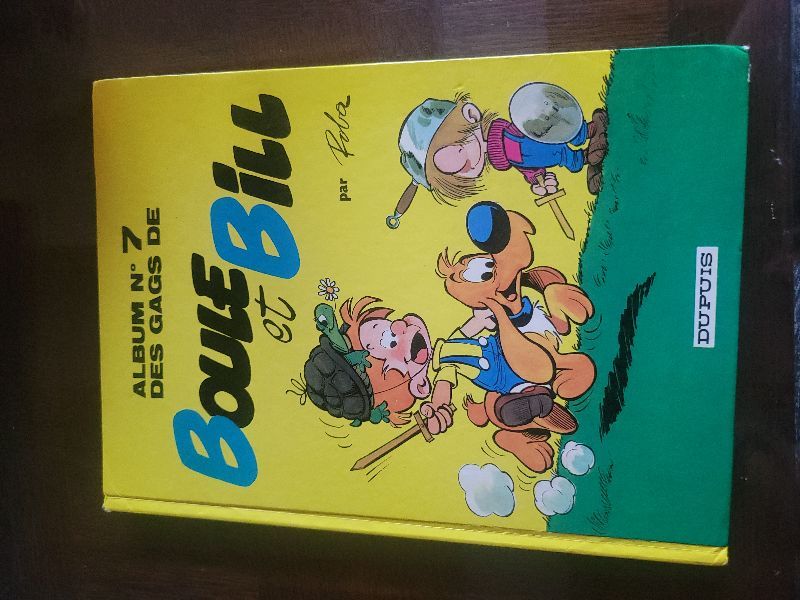 ALBUM N° 7
DES GAGS DE
BOULE
et
BILL
par Roba
DUPUIS